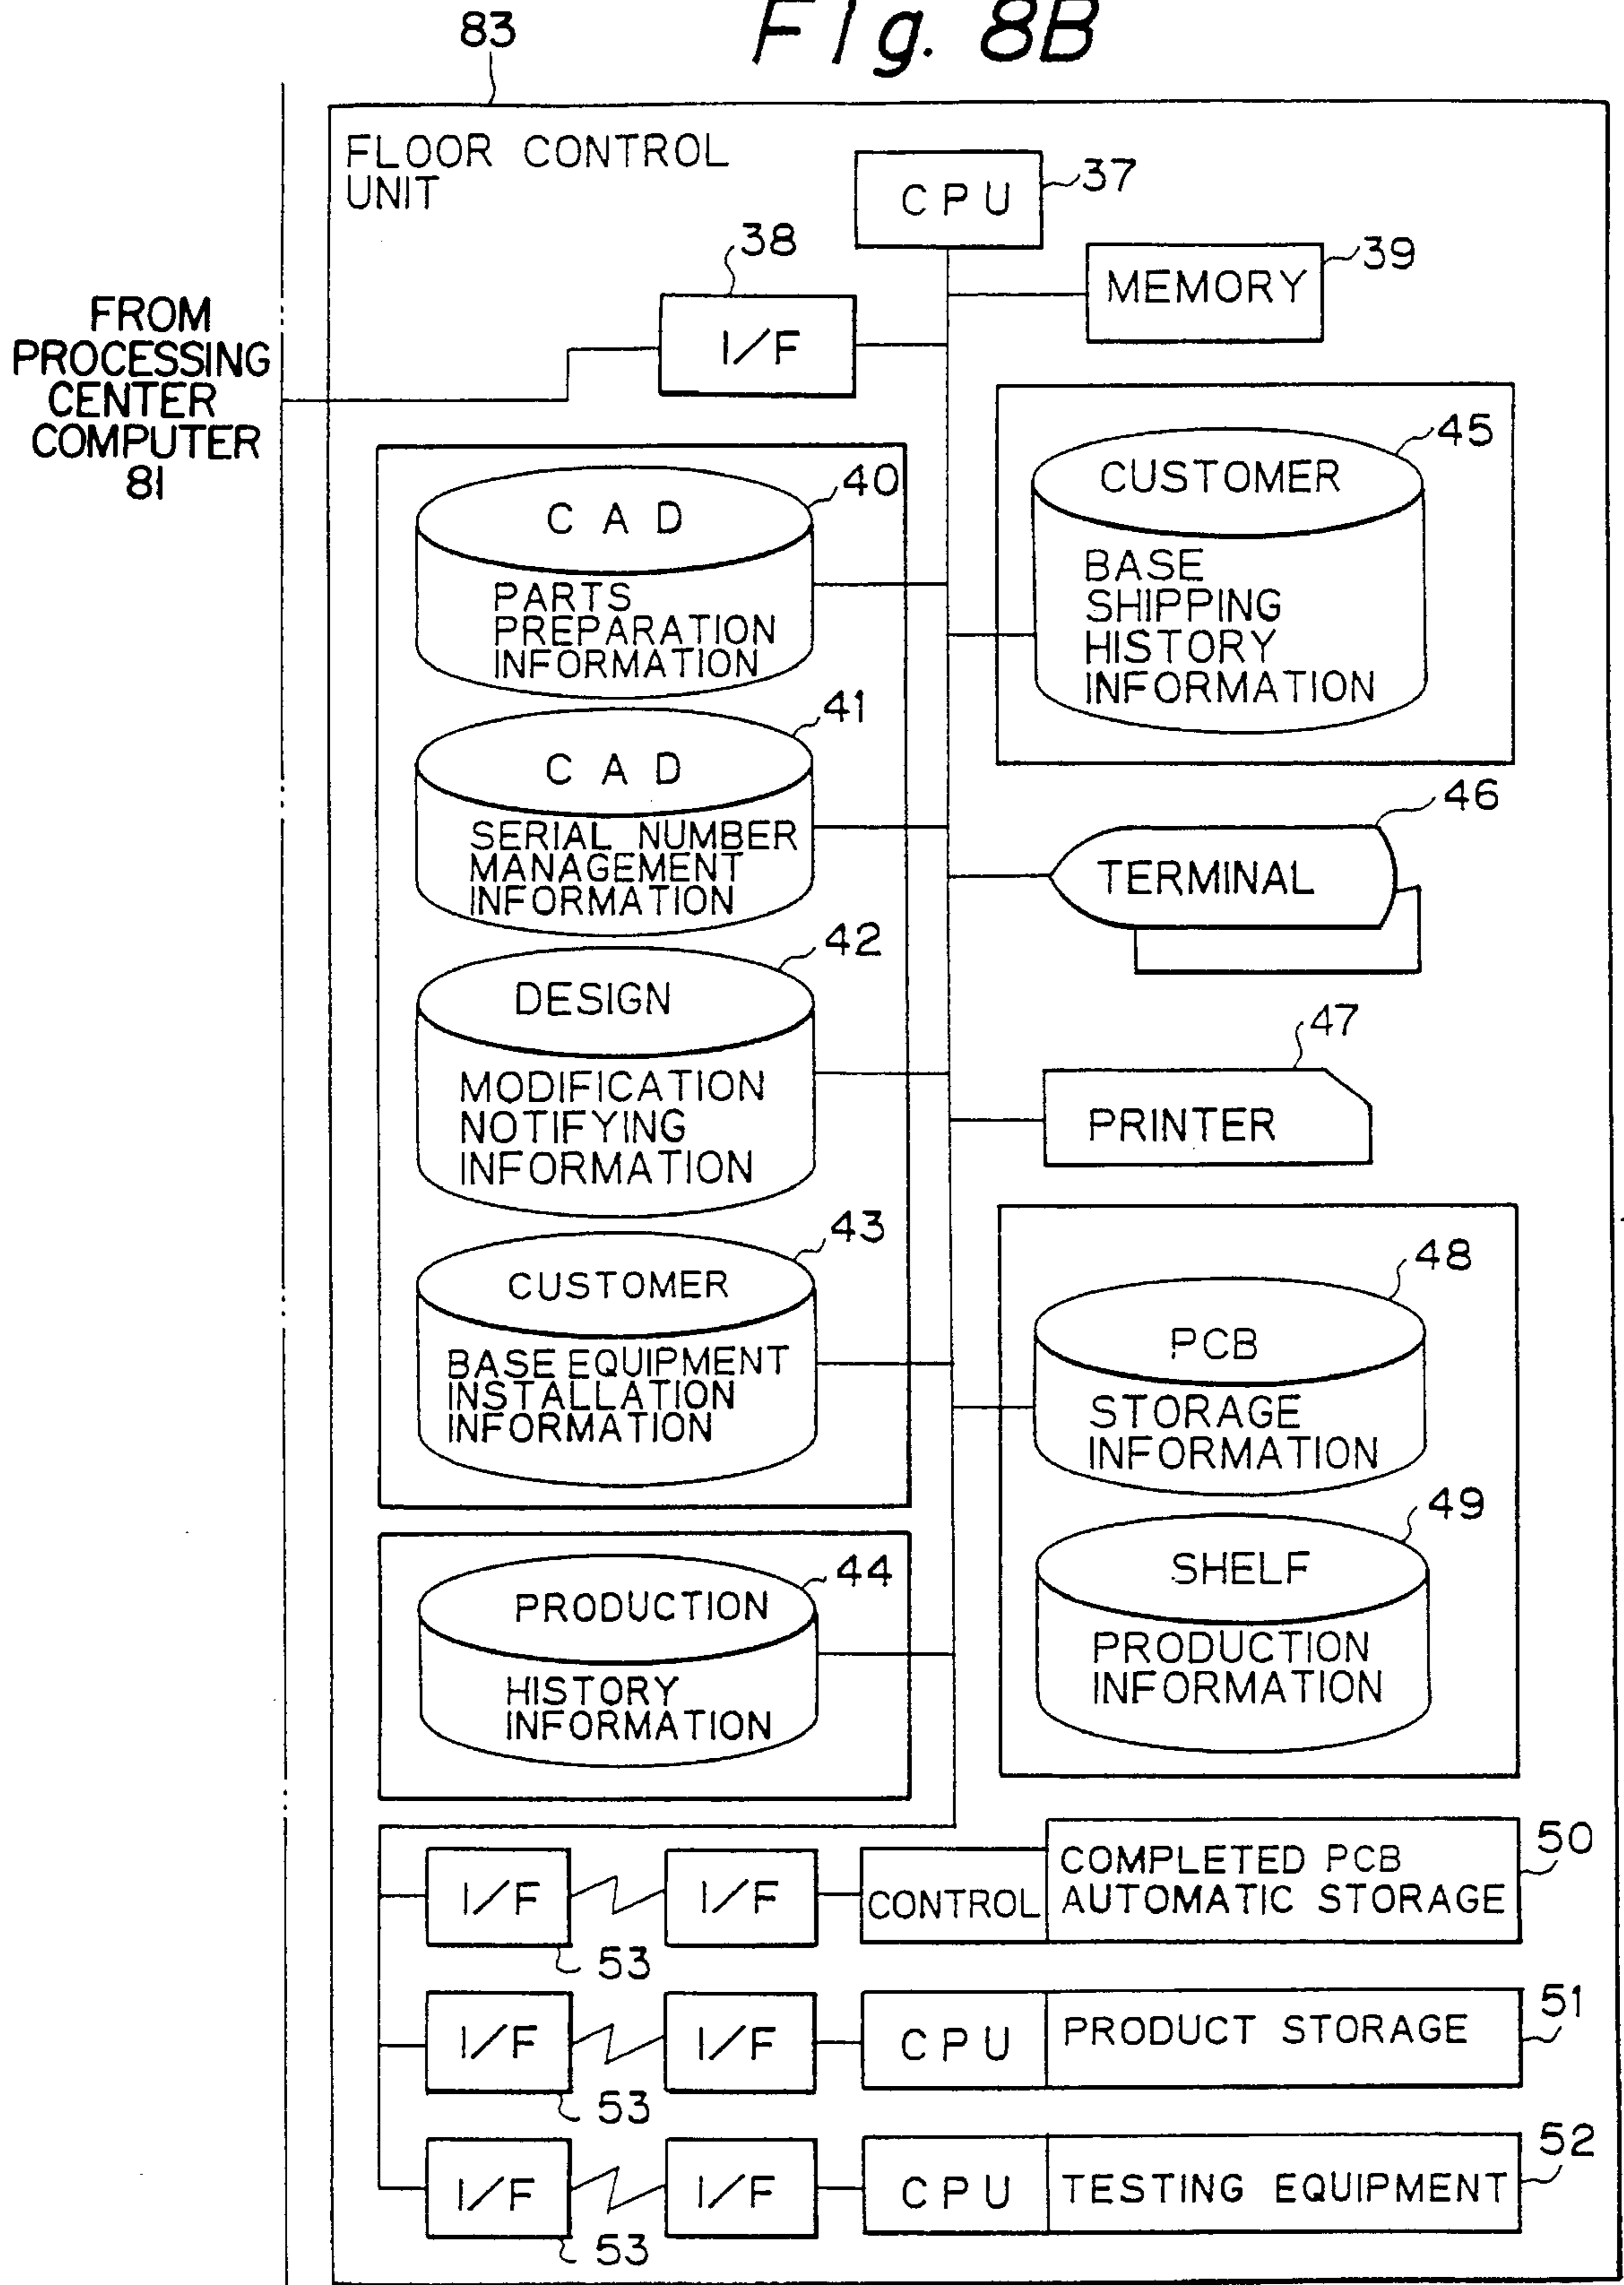 Fig. 8B
83
FLOOR CONTROL
UNIT
CPU
37
38
I/F
MEMORY
39
FROM
PROCESSING
CENTER
COMPUTER
81
40
CAD
PARTS
PREPARATION
INFORMATION
45
CUSTOMER
BASE
SHIPPING
HISTORY
INFORMATION
41
CAD
SERIAL NUMBER
MANAGEMENT
INFORMATION
46
TERMINAL
42
DESIGN
MODIFICATION
NOTIFYING
INFORMATION
47
PRINTER
43
CUSTOMER
BASE EQUIPMENT
INSTALLATION
INFORMATION
48
PCB
STORAGE
INFORMATION
49
SHELF
PRODUCTION
INFORMATION
44
PRODUCTION
HISTORY
INFORMATION
I/F
I/F
CONTROL
COMPLETED PCB
AUTOMATIC STORAGE
50
53
I/F
I/F
CPU
PRODUCT STORAGE
51
53
I/F
I/F
CPU
TESTING EQUIPMENT
52
53